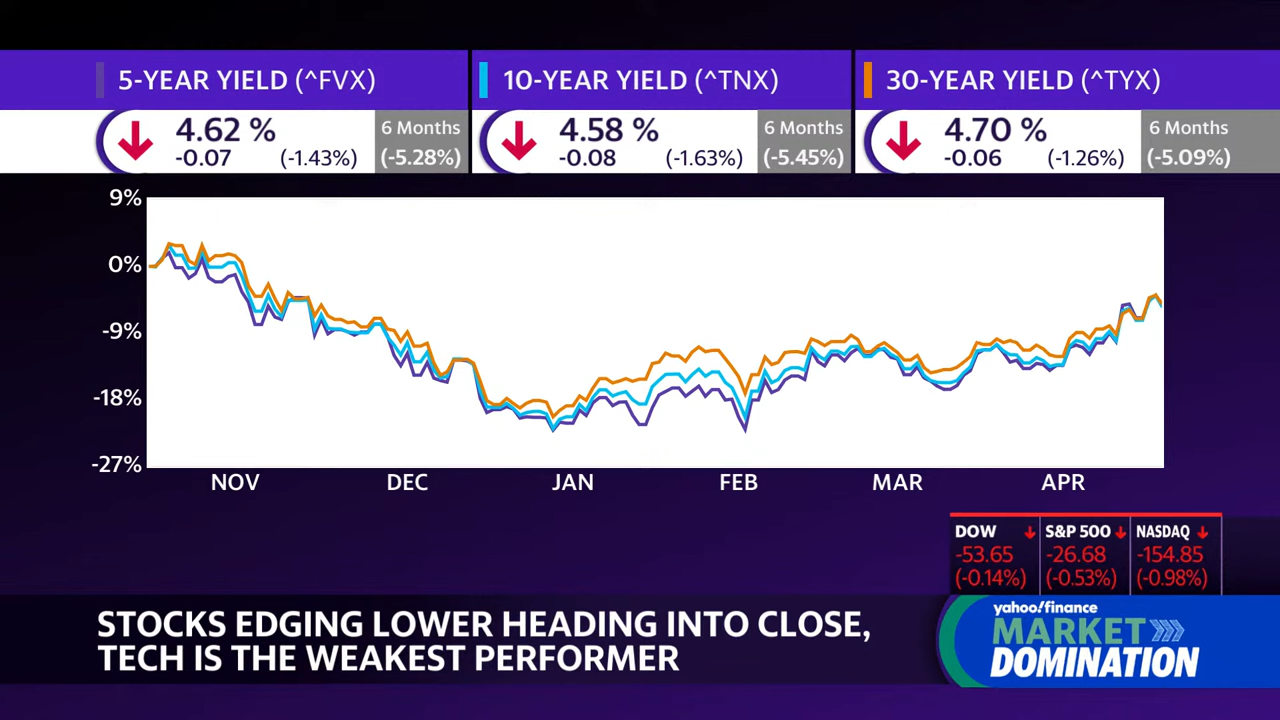 5-YEAR YIELD (^FVX)
4.62 %
-0.07 (-1.43%)
6 Months
(-5.28%)
10-YEAR YIELD (^TNX)
4.58 %
-0.08 (-1.63%)
6 Months
(-5.45%)
30-YEAR YIELD (^TYX)
4.70 %
-0.06 (-1.26%)
6 Months
(-5.09%)
9%
0%
-9%
-18%
-27%
NOV DEC JAN FEB MAR APR
DOW
-53.65
(-0.14%)
S&P 500
-26.68
(-0.53%)
NASDAQ
-154.85
(-0.98%)
STOCKS EDGING LOWER HEADING INTO CLOSE,
TECH IS THE WEAKEST PERFORMER
yahoo!finance
MARKET
DOMINATION